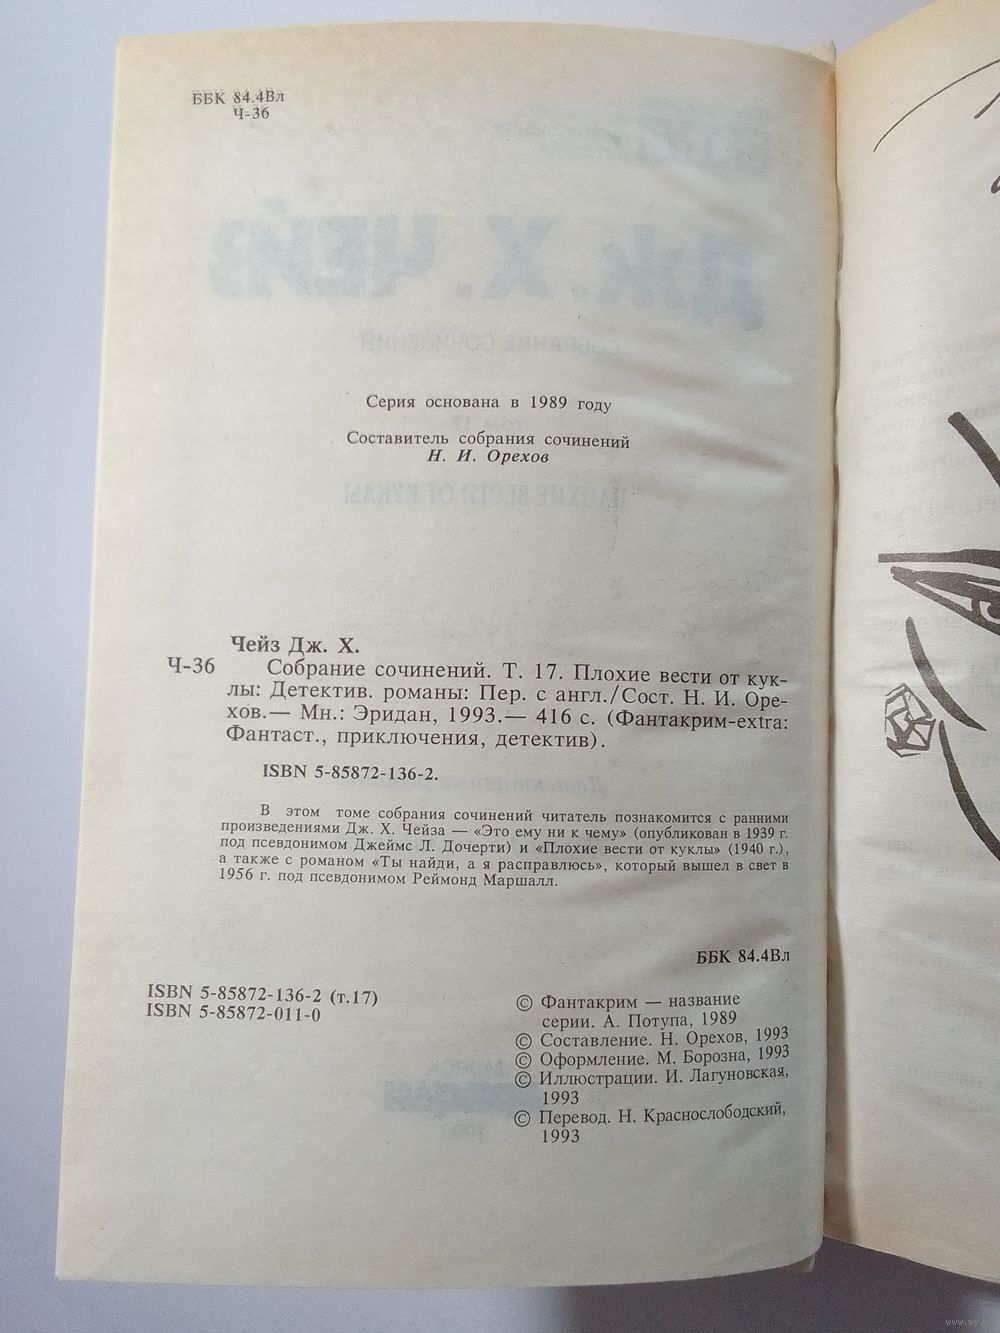 ББК 84.4Вл
Ч-36
Серия основана в 1989 году
Составитель собрания сочинений
Н. И. Орехов
Чейз Дж. Х.
Ч-36 Собрание сочинений. Т. 17. Плохие вести от кук-
лы: Детектив. романы: Пер. с англ./Сост. Н. И. Оре-
хов.— Мн.: Эридан, 1993.— 416 с. (Фантакрим-extra:
Фантаст., приключения, детектив).
ISBN 5-85872-136-2.
В этом томе собрания сочинений читатель познакомится с ранними
произведениями Дж. Х. Чейза — «Это ему ни к чему» (опубликован в 1939 г.
под псевдонимом Джеймс Л. Дочерти) и «Плохие вести от куклы» (1940 г.),
а также с романом «Ты найди, а я расправлюсь», который вышел в свет в
1956 г. под псевдонимом Реймонд Маршалл.
ББК 84.4Вл
ISBN 5-85872-136-2 (т.17)
ISBN 5-85872-011-0
© Фантакрим — название
серии. А. Потупа, 1989
© Составление. Н. Орехов, 1993
© Оформление. М. Борозна, 1993
© Иллюстрации. И. Лагуновская,
1993
© Перевод. Н. Краснослободский,
1993